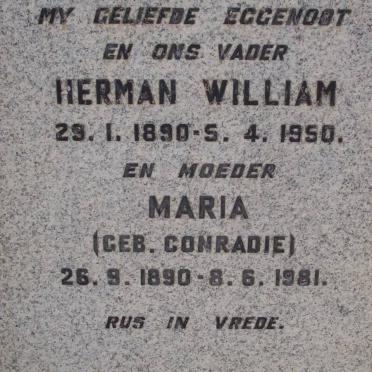 MY GELIEFDE EGGENOOT
EN ONS VADER
HERMAN WILLIAM
29. 1. 1890-5. 4. 1950.
EN MOEDER
MARIA
(GEB. CONRADIE)
26. 9. 1890-8. 6. 1981.
RUS IN VREDE.